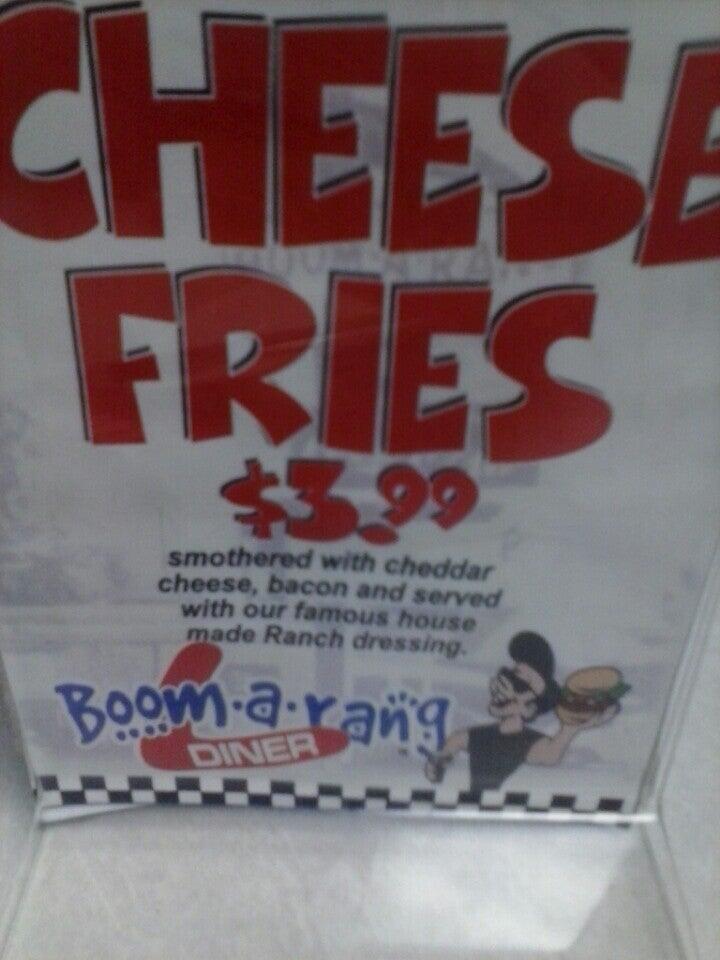 CHEESE
FRIES
$3.99
smothered with cheddar
cheese, bacon and served
with our famous house
made Ranch dressing.
Boom-a-rang
DINER